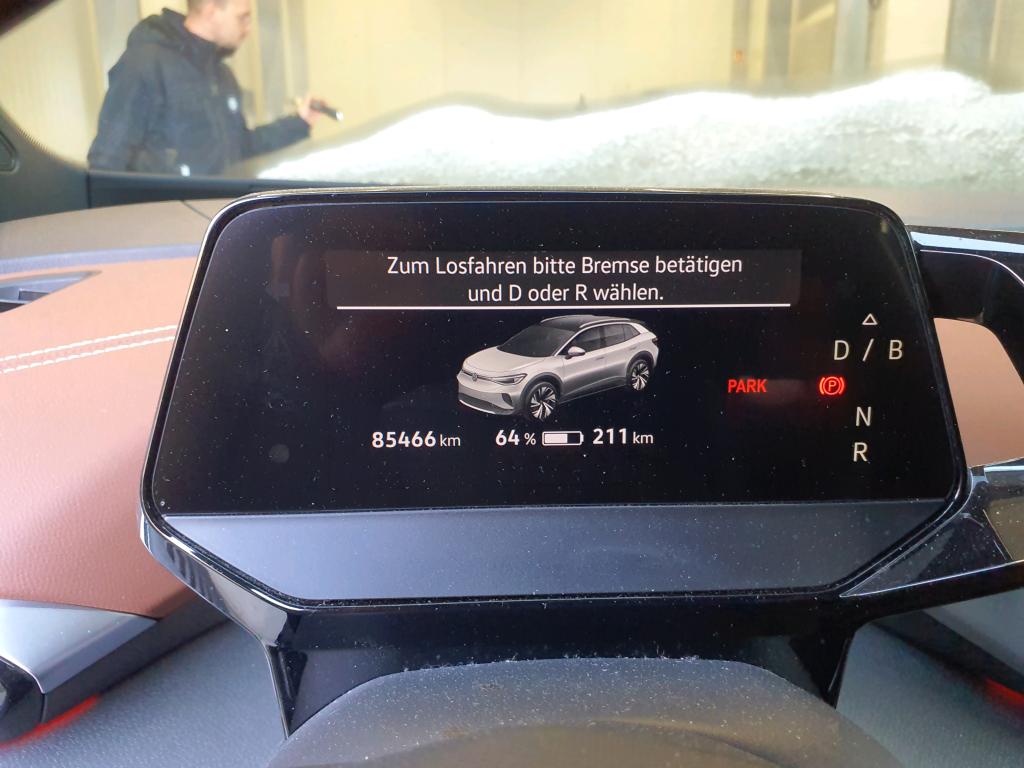 Zum Losfahren bitte Bremse betätigen
und D oder R wählen.
D / B
PARK P
N
R
85466 km 64 % 211 km